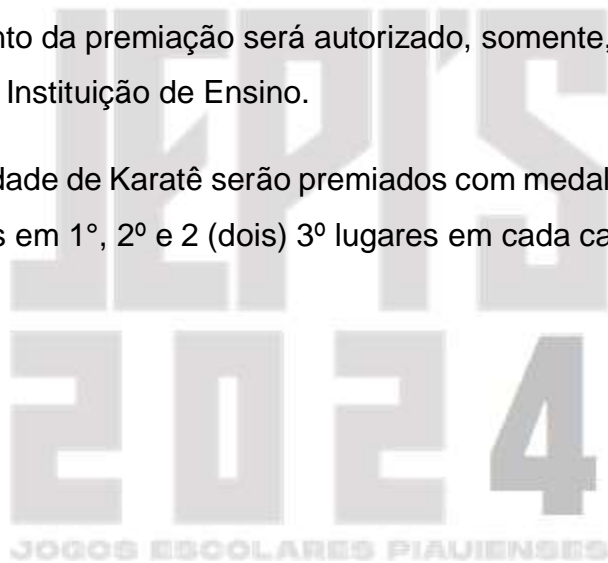 nto da premiação será autorizado, somente,
Instituição de Ensino.
dade de Karatê serão premiados com medal
s em 1°, 2º e 2 (dois) 3º lugares em cada ca
JEPI'S
2024
JOGOS ESCOLARES PIAUIENSES